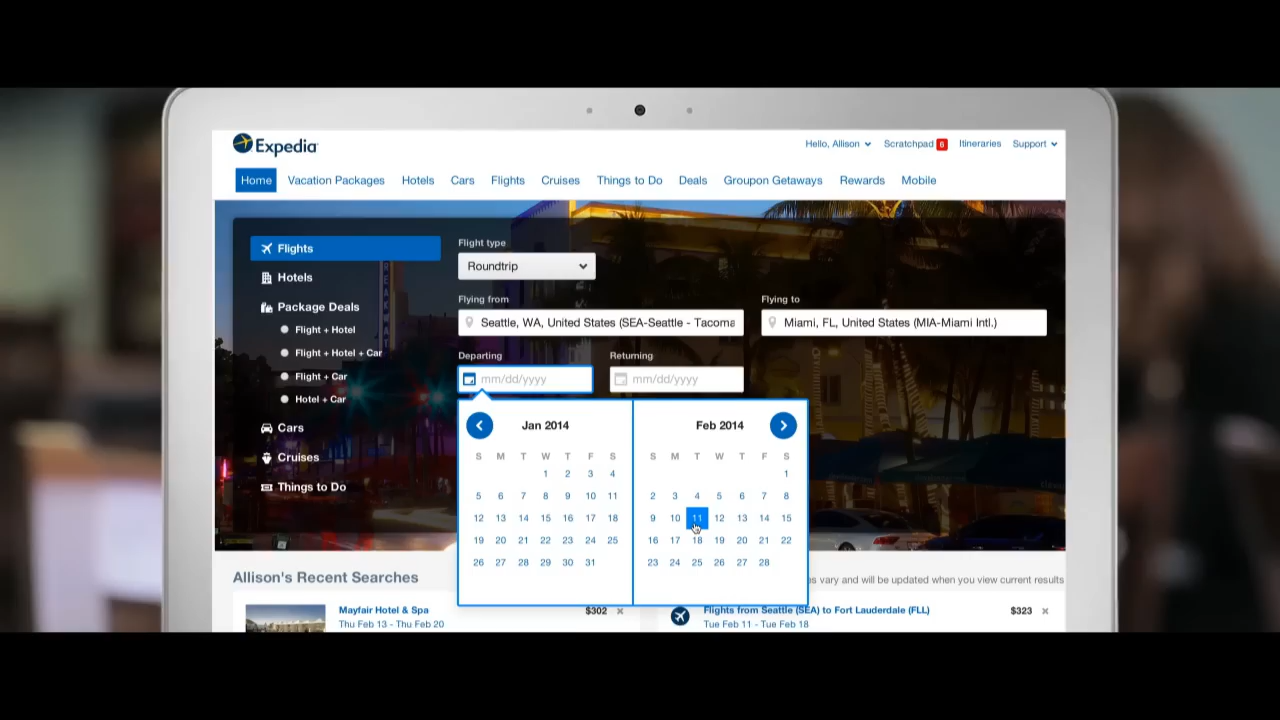 Expedia
Hello, Allison Scratchpad 6 Itineraries Support
Home Vacation Packages Hotels Cars Flights Cruises Things to Do Deals Groupon Getaways Rewards Mobile
Flights
Hotels
Package Deals
Flight + Hotel
Flight + Hotel + Car
Flight + Car
Hotel + Car
Cars
Cruises
Things to Do
Flight type
Roundtrip
Flying from
Seattle, WA, United States (SEA-Seattle - Tacoma
Flying to
Miami, FL, United States (MIA-Miami Intl.)
Departing
mm/dd/yyyy
Returning
mm/dd/yyyy
Jan 2014
S M T W T F S
1 2 3 4
5 6 7 8 9 10 11
12 13 14 15 16 17 18
19 20 21 22 23 24 25
26 27 28 29 30 31
Feb 2014
S M T W T F S
1
2 3 4 5 6 7 8
9 10 11 12 13 14 15
16 17 18 19 20 21 22
23 24 25 26 27 28
Allison's Recent Searches
vary and will be updated when you view current results
Mayfair Hotel & Spa $302
Thu Feb 13 - Thu Feb 20
Flights from Seattle (SEA) to Fort Lauderdale (FLL) $323
Tue Feb 11 - Tue Feb 18